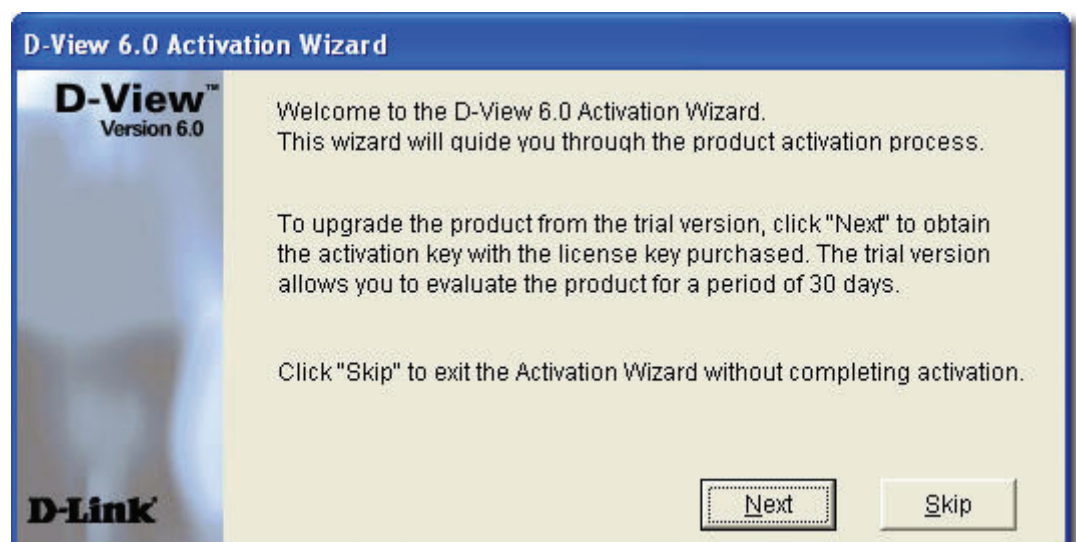 D-View 6.0 Activation Wizard
D-View™
Version 6.0
Welcome to the D-View 6.0 Activation Wizard.
This wizard will guide you through the product activation process.
To upgrade the product from the trial version, click "Next" to obtain
the activation key with the license key purchased. The trial version
allows you to evaluate the product for a period of 30 days.
Click "Skip" to exit the Activation Wizard without completing activation.
D-Link
Next
Skip